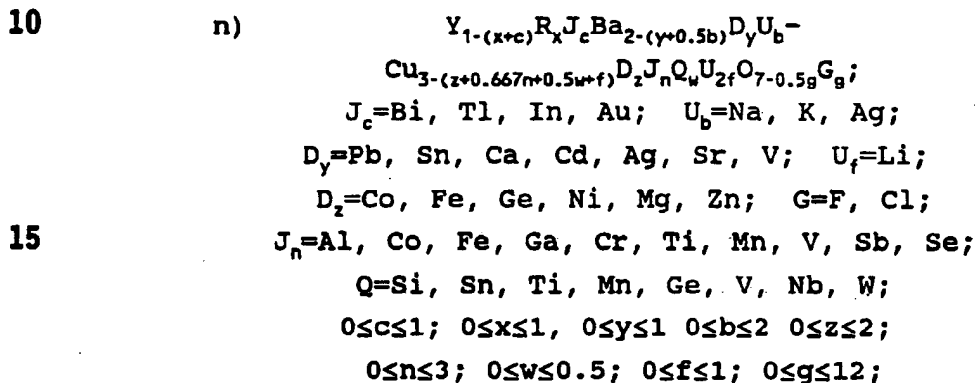 10 n) Y₁₋₍ₓ₊c₎RₓJcBa₂₋₍y₊₀.₅b₎DyUb-
Cu₃₋₍z₊₀.₆₆₇n₊₀.₅w₊f₎DzJnQwU₂fO₇₋₀.₅gGg;
Jc=Bi, Tl, In, Au; Ub=Na, K, Ag;
Dy=Pb, Sn, Ca, Cd, Ag, Sr, V; Uf=Li;
Dz=Co, Fe, Ge, Ni, Mg, Zn; G=F, Cl;
15 Jn=Al, Co, Fe, Ga, Cr, Ti, Mn, V, Sb, Se;
Q=Si, Sn, Ti, Mn, Ge, V, Nb, W;
0≤c≤1; 0≤x≤1, 0≤y≤1 0≤b≤2 0≤z≤2;
0≤n≤3; 0≤w≤0.5; 0≤f≤1; 0≤g≤12;